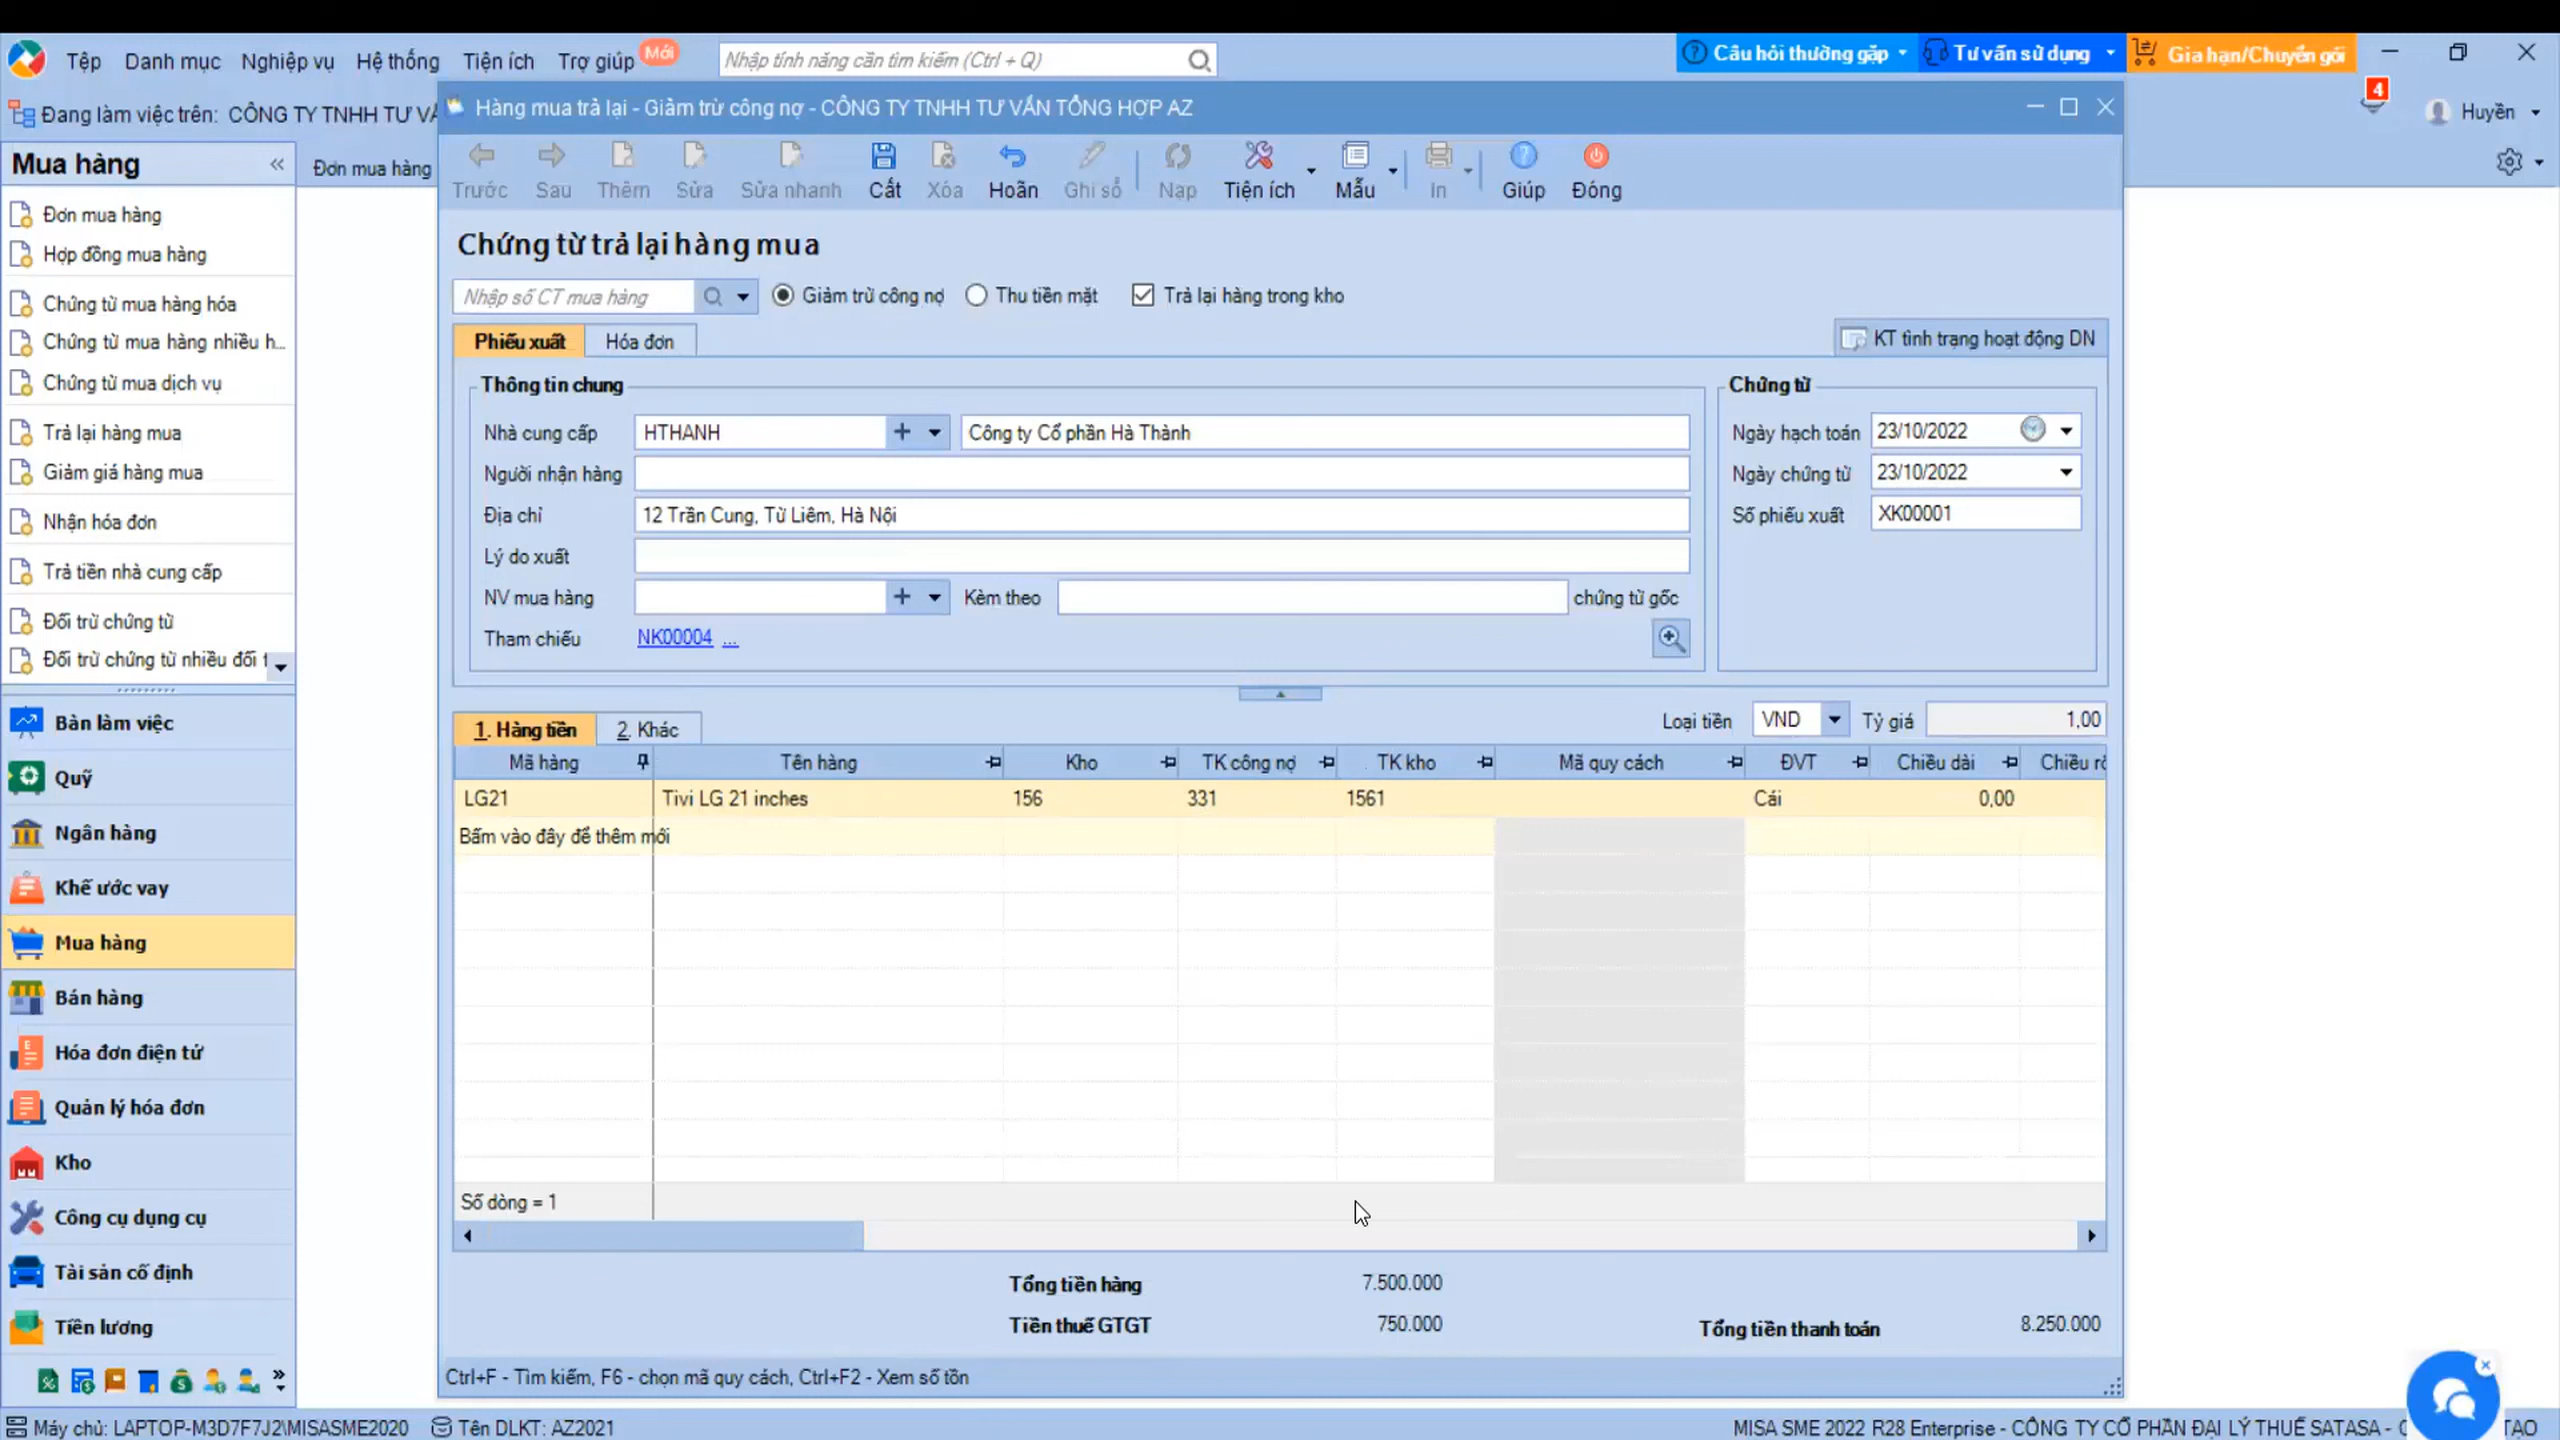 Tệp Danh mục Nghiệp vụ Hệ thống Tiện ích Trợ giúp Mới Nhập tính năng cần tìm kiếm (Ctrl + Q) Câu hỏi thường gặp Tư vấn sử dụng Gia hạn/Chuyển gói
Đang làm việc trên: CÔNG TY TNHH TƯ VẤ
4
Huyền
Mua hàng
Đơn mua hàng
Đơn mua hàng
Hợp đồng mua hàng
Chứng từ mua hàng hóa
Chứng từ mua hàng nhiều h...
Chứng từ mua dịch vụ
Trả lại hàng mua
Giảm giá hàng mua
Nhận hóa đơn
Trả tiền nhà cung cấp
Đối trừ chứng từ
Đối trừ chứng từ nhiều đối t
Bàn làm việc
Quỹ
Ngân hàng
Khế ước vay
Mua hàng
Bán hàng
Hóa đơn điện tử
Quản lý hóa đơn
Kho
Công cụ dụng cụ
Tài sản cố định
Tiền lương
Hàng mua trả lại - Giảm trừ công nợ - CÔNG TY TNHH TƯ VẤN TỔNG HỢP AZ
Trước Sau Thêm Sửa Sửa nhanh Cất Xóa Hoãn Ghi sổ Nạp Tiện ích Mẫu In Giúp Đóng
Chứng từ trả lại hàng mua
Nhập số CT mua hàng Giảm trừ công nợ Thu tiền mặt Trả lại hàng trong kho
Phiếu xuất Hóa đơn KT tình trạng hoạt động DN
Thông tin chung Chứng từ
Nhà cung cấp HTHANH Công ty Cổ phần Hà Thành Ngày hạch toán 23/10/2022
Người nhận hàng Ngày chứng từ 23/10/2022
Địa chỉ 12 Trần Cung, Từ Liêm, Hà Nội Số phiếu xuất XK00001
Lý do xuất
NV mua hàng Kèm theo chứng từ gốc
Tham chiếu NK00004 ...
1. Hàng tiền 2. Khác Loại tiền VND Tỷ giá 1,00
Mã hàng Tên hàng Kho TK công nợ TK kho Mã quy cách ĐVT Chiều dài Chiều rộ
LG21 Tivi LG 21 inches 156 331 1561 Cái 0,00
Bấm vào đây để thêm mới
Số dòng = 1
Tổng tiền hàng 7.500.000
Tiền thuế GTGT 750.000 Tổng tiền thanh toán 8.250.000
Ctrl+F - Tìm kiếm, F6 - chọn mã quy cách, Ctrl+F2 - Xem số tồn
Máy chủ: LAPTOP-M3D7F7J2\MISASME2020 Tên DLKT: AZ2021 MISA SME 2022 R28 Enterprise - CÔNG TY CỔ PHẦN ĐẠI LÝ THUẾ SATASA - TẠO